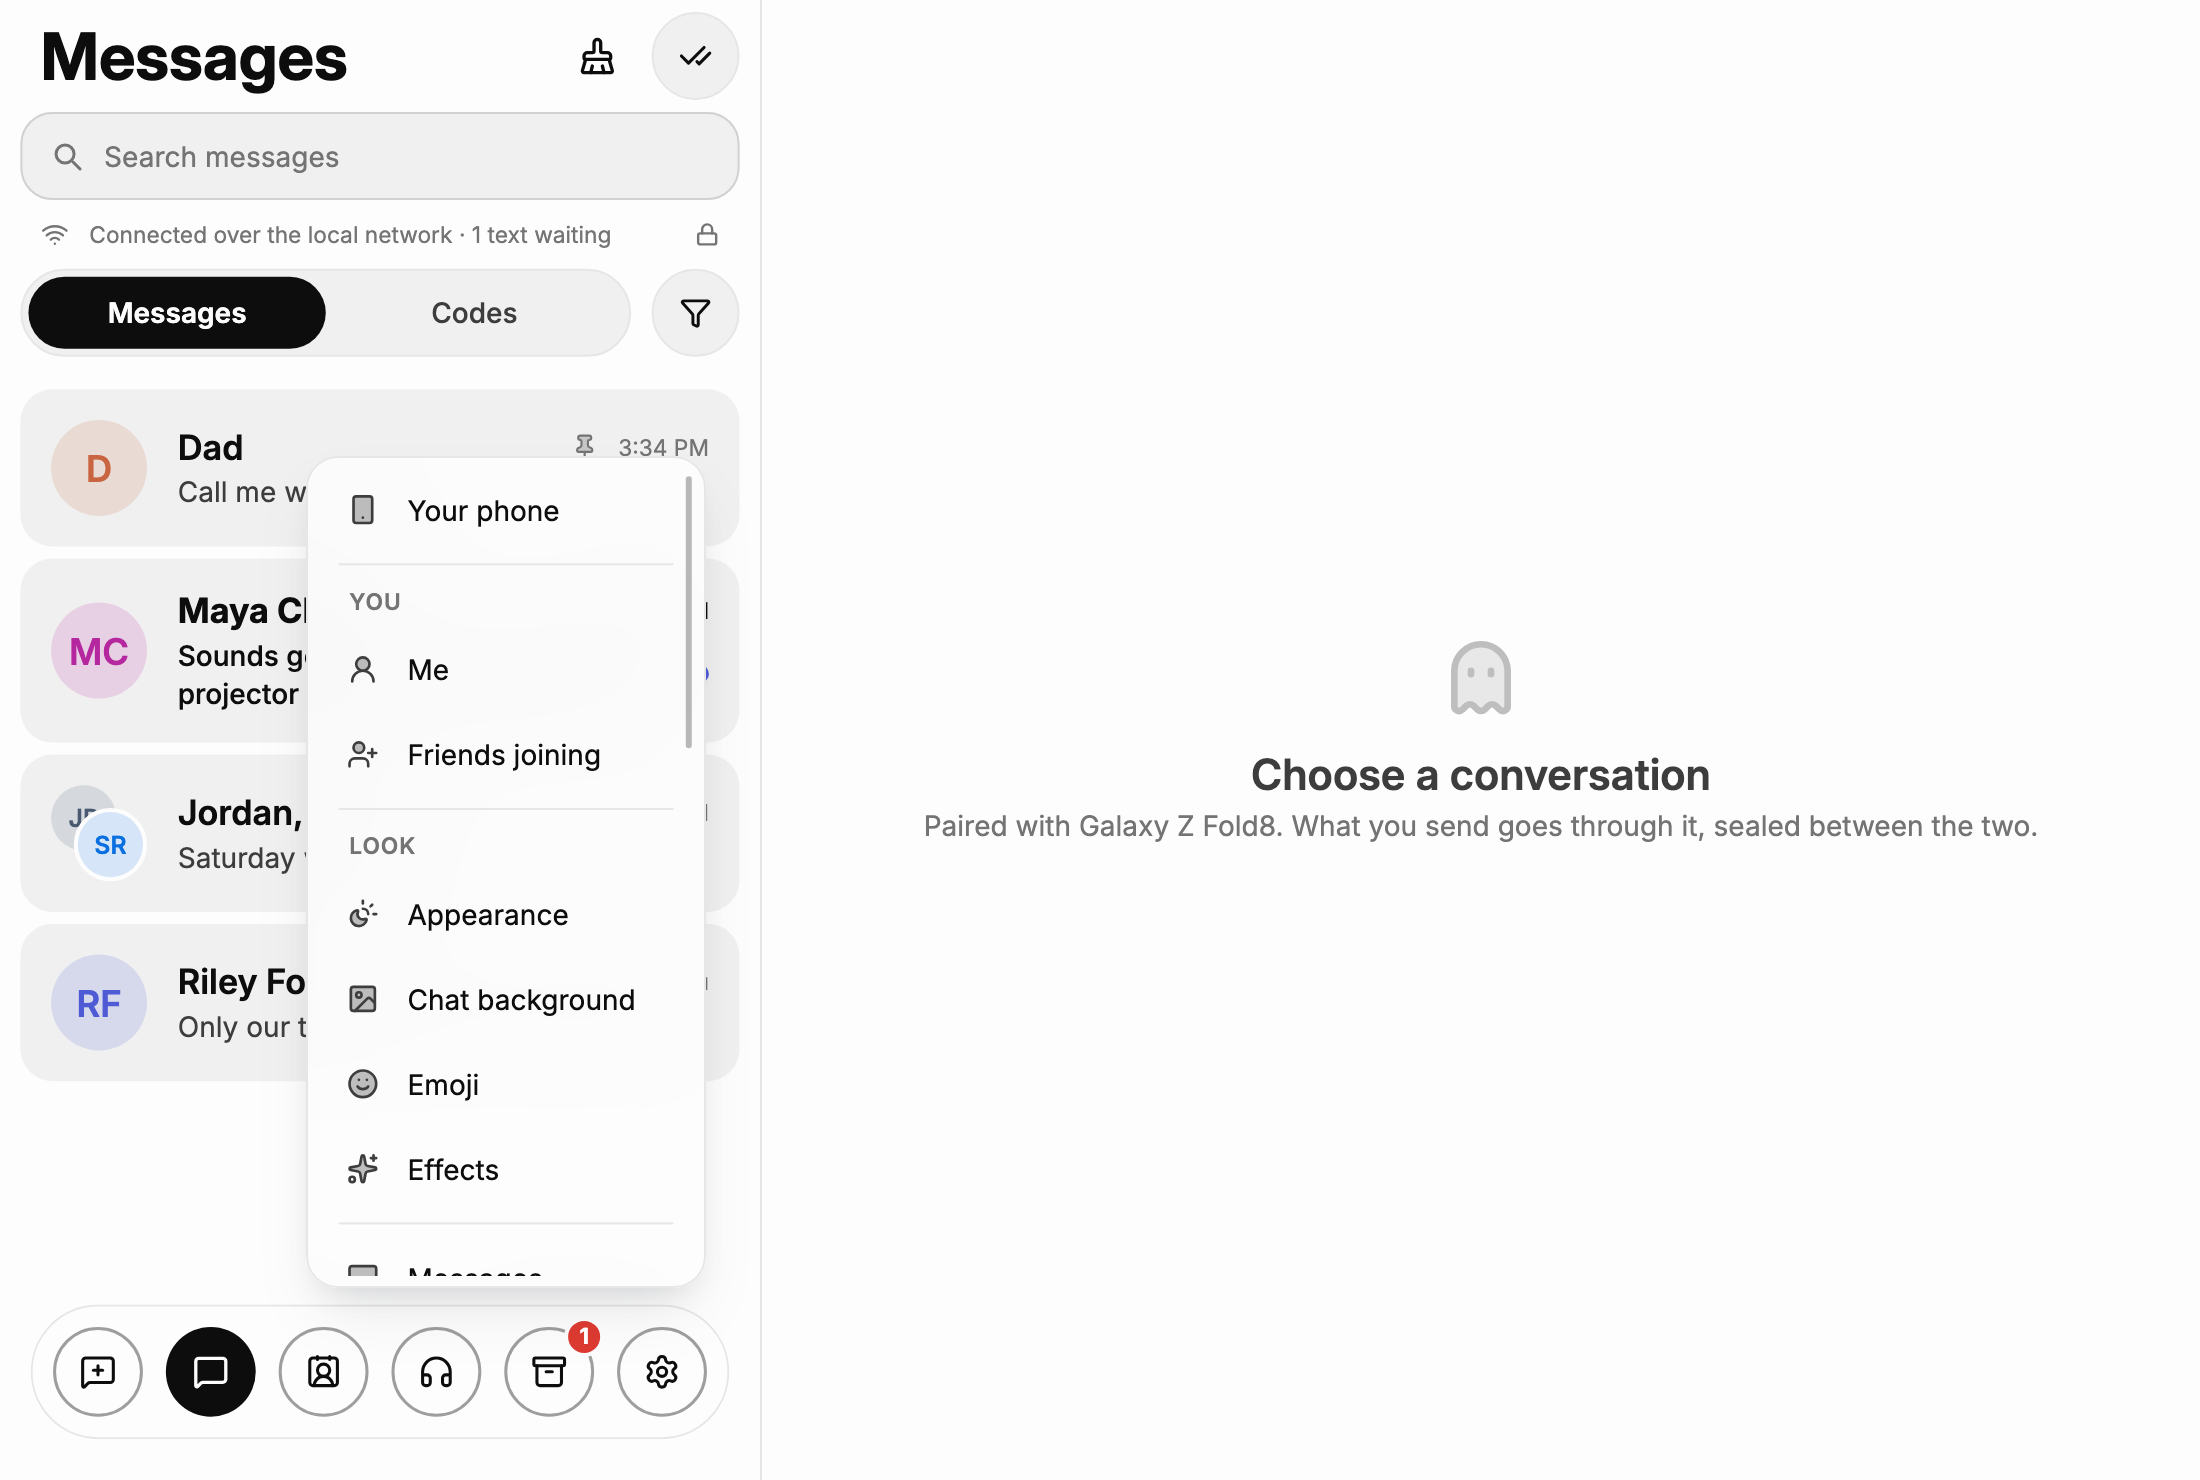 Messages
Search messages
Connected over the local network · 1 text waiting
Messages
Codes
D
Dad
3:34 PM
Call me
MC
Maya
Sounds
projector
SR
Jordan,
Saturday
RF
Riley
Only our
Your phone
YOU
Me
Friends joining
LOOK
Appearance
Chat background
Emoji
Effects
1
Choose a conversation
Paired with Galaxy Z Fold8. What you send goes through it, sealed between the two.